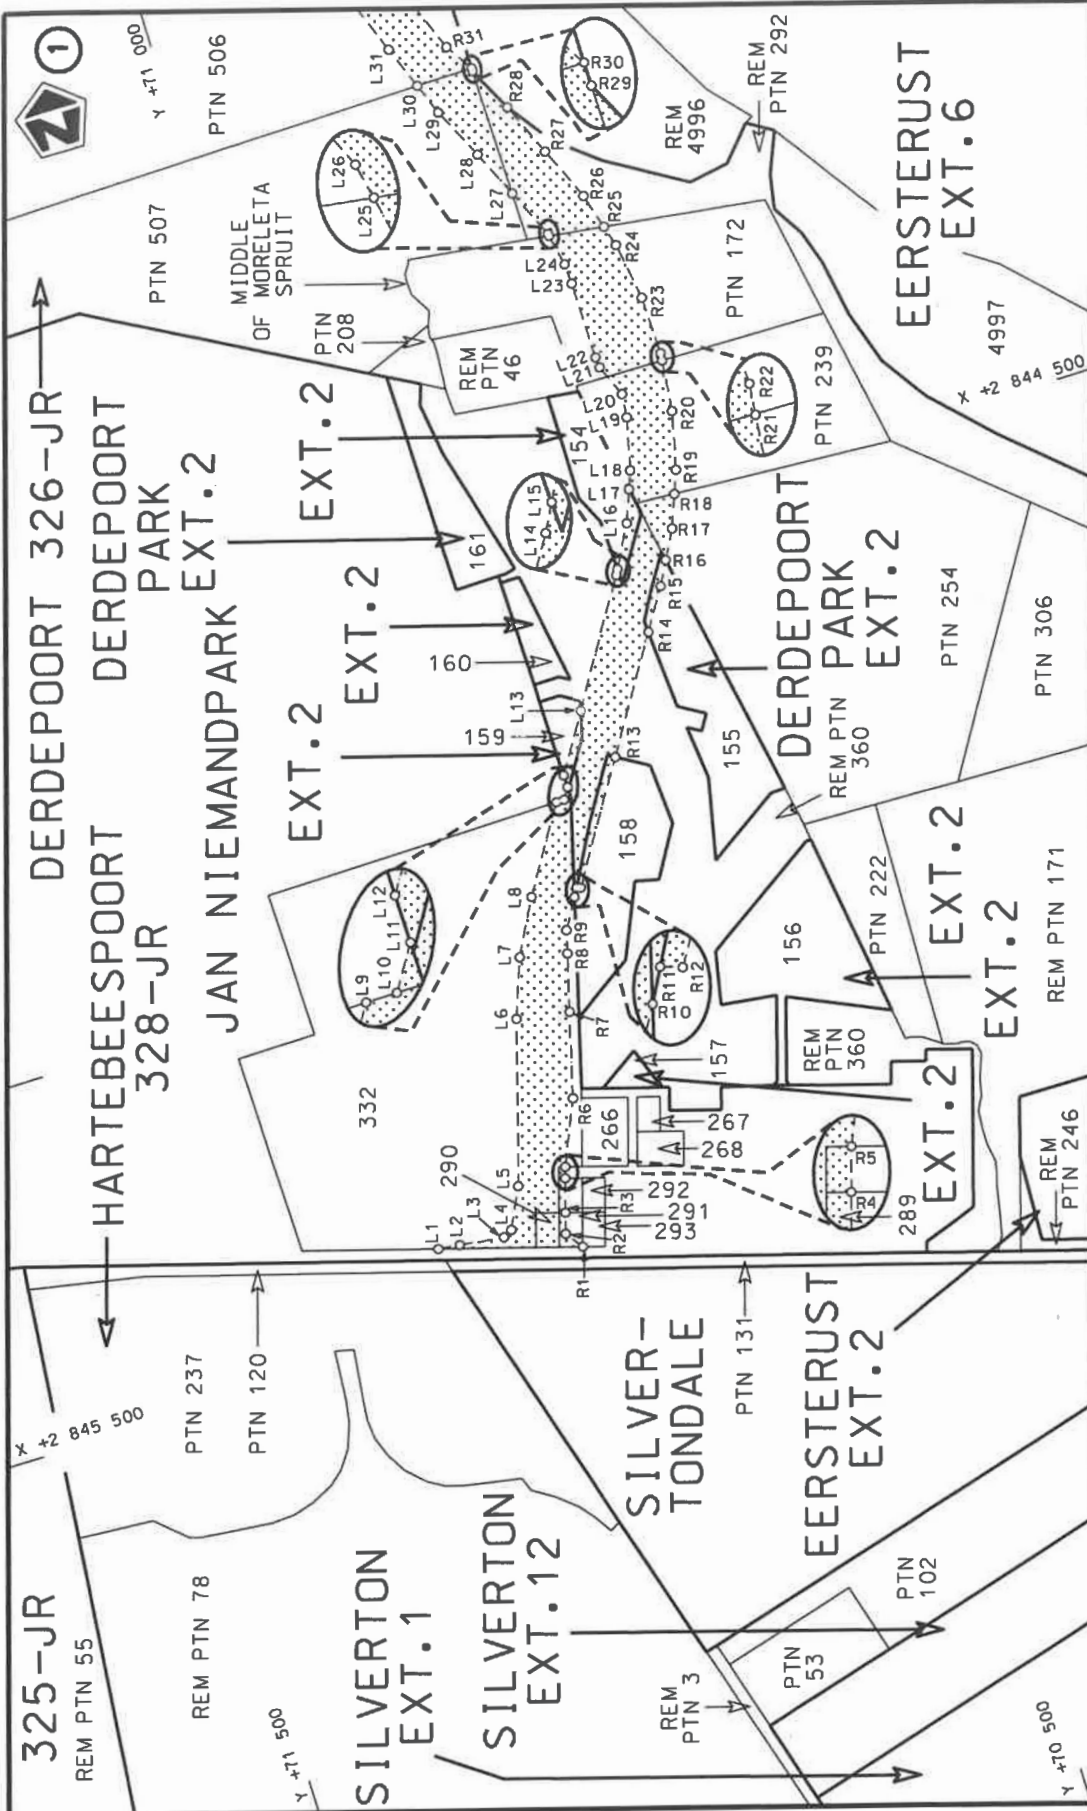 1
N
Y +71 000
PTN 506
L31
R31
L30
L29
L28
L27
R28
R27
R26
R25
R24
R30
R29
REM
PTN 292
REM
4996
EERSTERUST
EXT.6
L26
L25
PTN 507
MIDDLE
OF MORELETA
SPRUIT
PTN
208
L24
L23
R23
PTN 172
DERDEPOORT 326-JR
REM
PTN
46
L22
L21
L20
L19
R20
R19
R22
R21
PTN 239
4997
X +2 844 500
DERDEPOORT
PARK
EXT.2
EXT.2
154
161
L15
L14
L18
L17
L16
R18
R17
R16
R15
R14
DERDEPOORT
PARK
EXT.2
PTN 254
PTN 306
JAN NIEMANDPARK EXT.2
EXT.2
160
EXT.2
159
L13
R13
155
REM PTN
360
HARTEBEESPOORT
328-JR
L12
L11
L10
L9
L8
L7
L6
R9
R8
R7
158
R11
R12
R10
156
PTN 222
EXT.2
EXT.2
REM PTN 171
332
157
REM
PTN
360
EXT.2
R6
266
267
268
290
L5
L4
L3
L2
L1
292
R3
291
293
R2
R1
R5
R4
289
REM
PTN 246
325-JR
REM PTN 55
X +2 845 500
PTN 237
PTN 120
SILVER-
TONDALE
PTN 131
EERSTERUST
EXT.2
REM PTN 78
Y +71 500
SILVERTON
EXT.1
SILVERTON
EXT.12
REM
PTN 3
PTN
53
PTN
102
Y +70 500